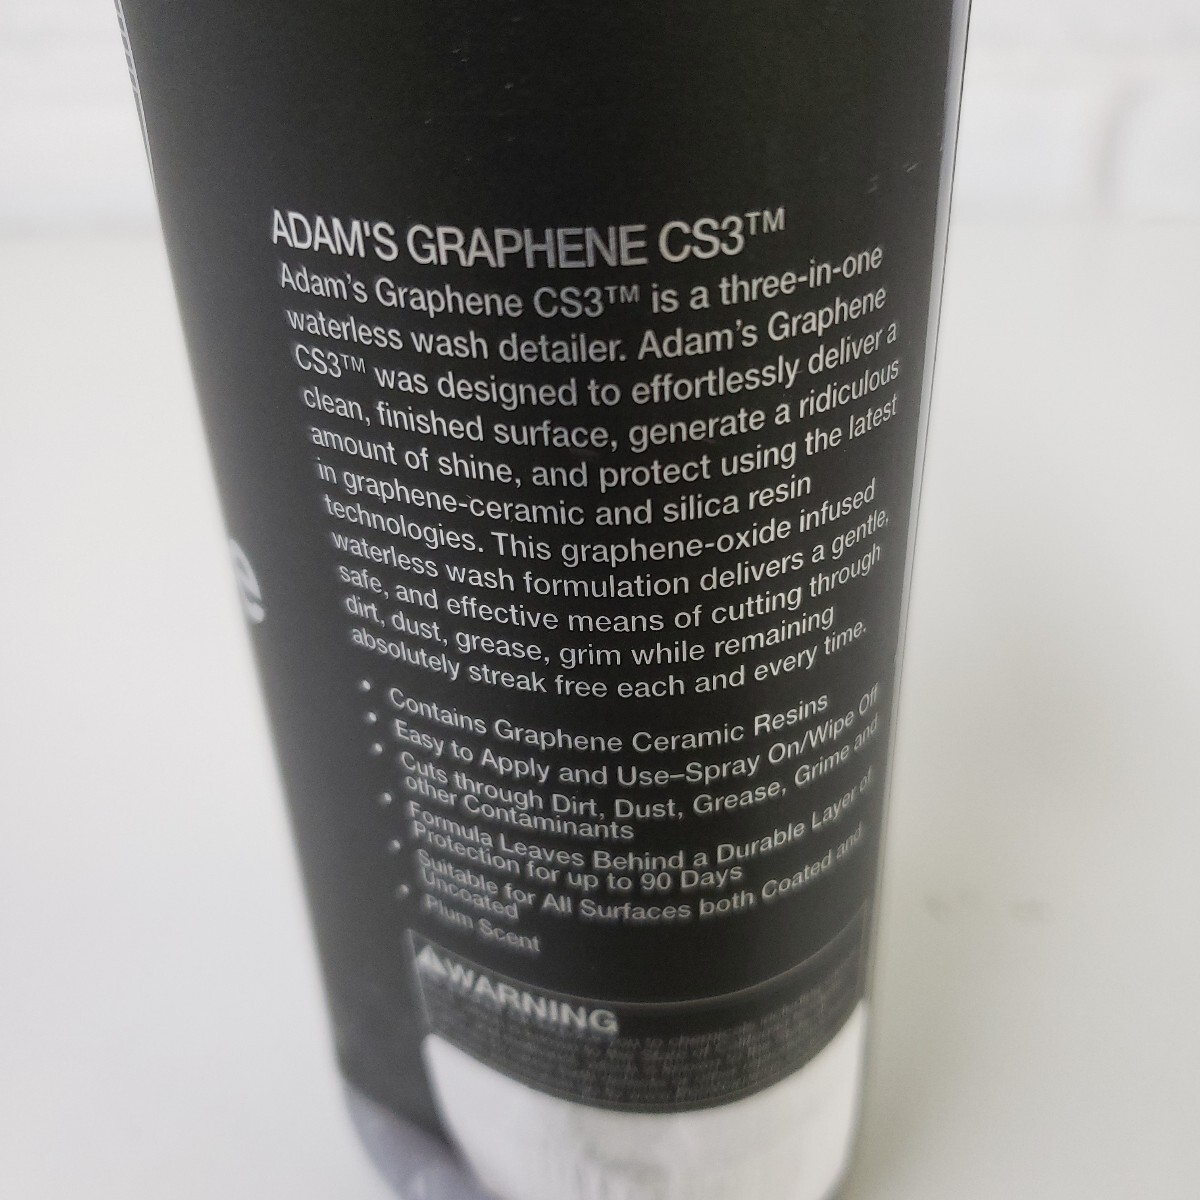 ADAM'S GRAPHENE CS3™
Adam's Graphene CS3™ is a three-in-one
waterless wash detailer. Adam's Graphene
CS3™ was designed to effortlessly deliver a
clean, finished surface, generate a ridiculous
amount of shine, and protect using the latest
in graphene-ceramic and silica resin
technologies. This graphene-oxide infused
waterless wash formulation delivers a gentle,
safe, and effective means of cutting through
dirt, dust, grease, grim while remaining
absolutely streak free each and every time.
• Contains Graphene Ceramic Resins
• Easy to Apply and Use–Spray On/Wipe Off
• Cuts through Dirt, Dust, Grease, Grime and
other Contaminants
• Formula Leaves Behind a Durable Layer of
Protection for up to 90 Days
• Suitable for All Surfaces both Coated and
Uncoated
• Plum Scent
WARNING
e